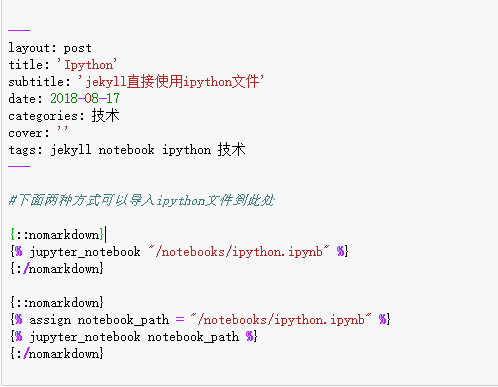 ---
layout: post
title: 'Ipython'
subtitle: 'jekyll直接使用ipython文件'
date: 2018-08-17
categories: 技术
cover: ''
tags: jekyll notebook ipython 技术
---
#下面两种方式可以导入ipython文件到此处
{::nomarkdown}
{% jupyter_notebook "/notebooks/ipython.ipynb" %}
{:/nomarkdown}
{::nomarkdown}
{% assign notebook_path = "/notebooks/ipython.ipynb" %}
{% jupyter_notebook notebook_path %}
{:/nomarkdown}